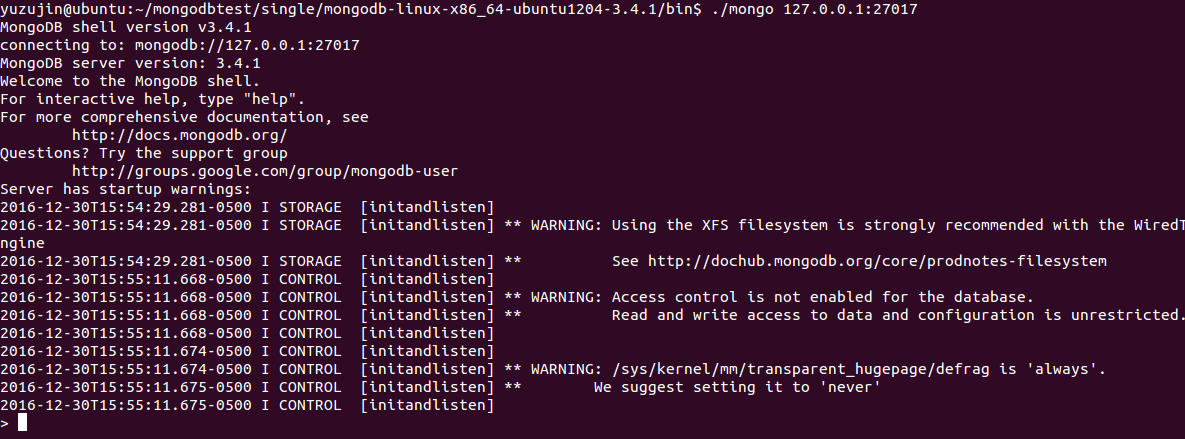 yuzujin@ubuntu:~/mongodbtest/single/mongodb-linux-x86_64-ubuntu1204-3.4.1/bin$ ./mongo 127.0.0.1:27017
MongoDB shell version v3.4.1
connecting to: mongodb://127.0.0.1:27017
MongoDB server version: 3.4.1
Welcome to the MongoDB shell.
For interactive help, type "help".
For more comprehensive documentation, see
        http://docs.mongodb.org/
Questions? Try the support group
        http://groups.google.com/group/mongodb-user
Server has startup warnings:
2016-12-30T15:54:29.281-0500 I STORAGE  [initandlisten]
2016-12-30T15:54:29.281-0500 I STORAGE  [initandlisten] ** WARNING: Using the XFS filesystem is strongly recommended with the WiredT
ngine
2016-12-30T15:54:29.281-0500 I STORAGE  [initandlisten] **          See http://dochub.mongodb.org/core/prodnotes-filesystem
2016-12-30T15:55:11.668-0500 I CONTROL  [initandlisten]
2016-12-30T15:55:11.668-0500 I CONTROL  [initandlisten] ** WARNING: Access control is not enabled for the database.
2016-12-30T15:55:11.668-0500 I CONTROL  [initandlisten] **          Read and write access to data and configuration is unrestricted.
2016-12-30T15:55:11.668-0500 I CONTROL  [initandlisten]
2016-12-30T15:55:11.674-0500 I CONTROL  [initandlisten]
2016-12-30T15:55:11.674-0500 I CONTROL  [initandlisten] ** WARNING: /sys/kernel/mm/transparent_hugepage/defrag is 'always'.
2016-12-30T15:55:11.675-0500 I CONTROL  [initandlisten] **        We suggest setting it to 'never'
2016-12-30T15:55:11.675-0500 I CONTROL  [initandlisten]
>